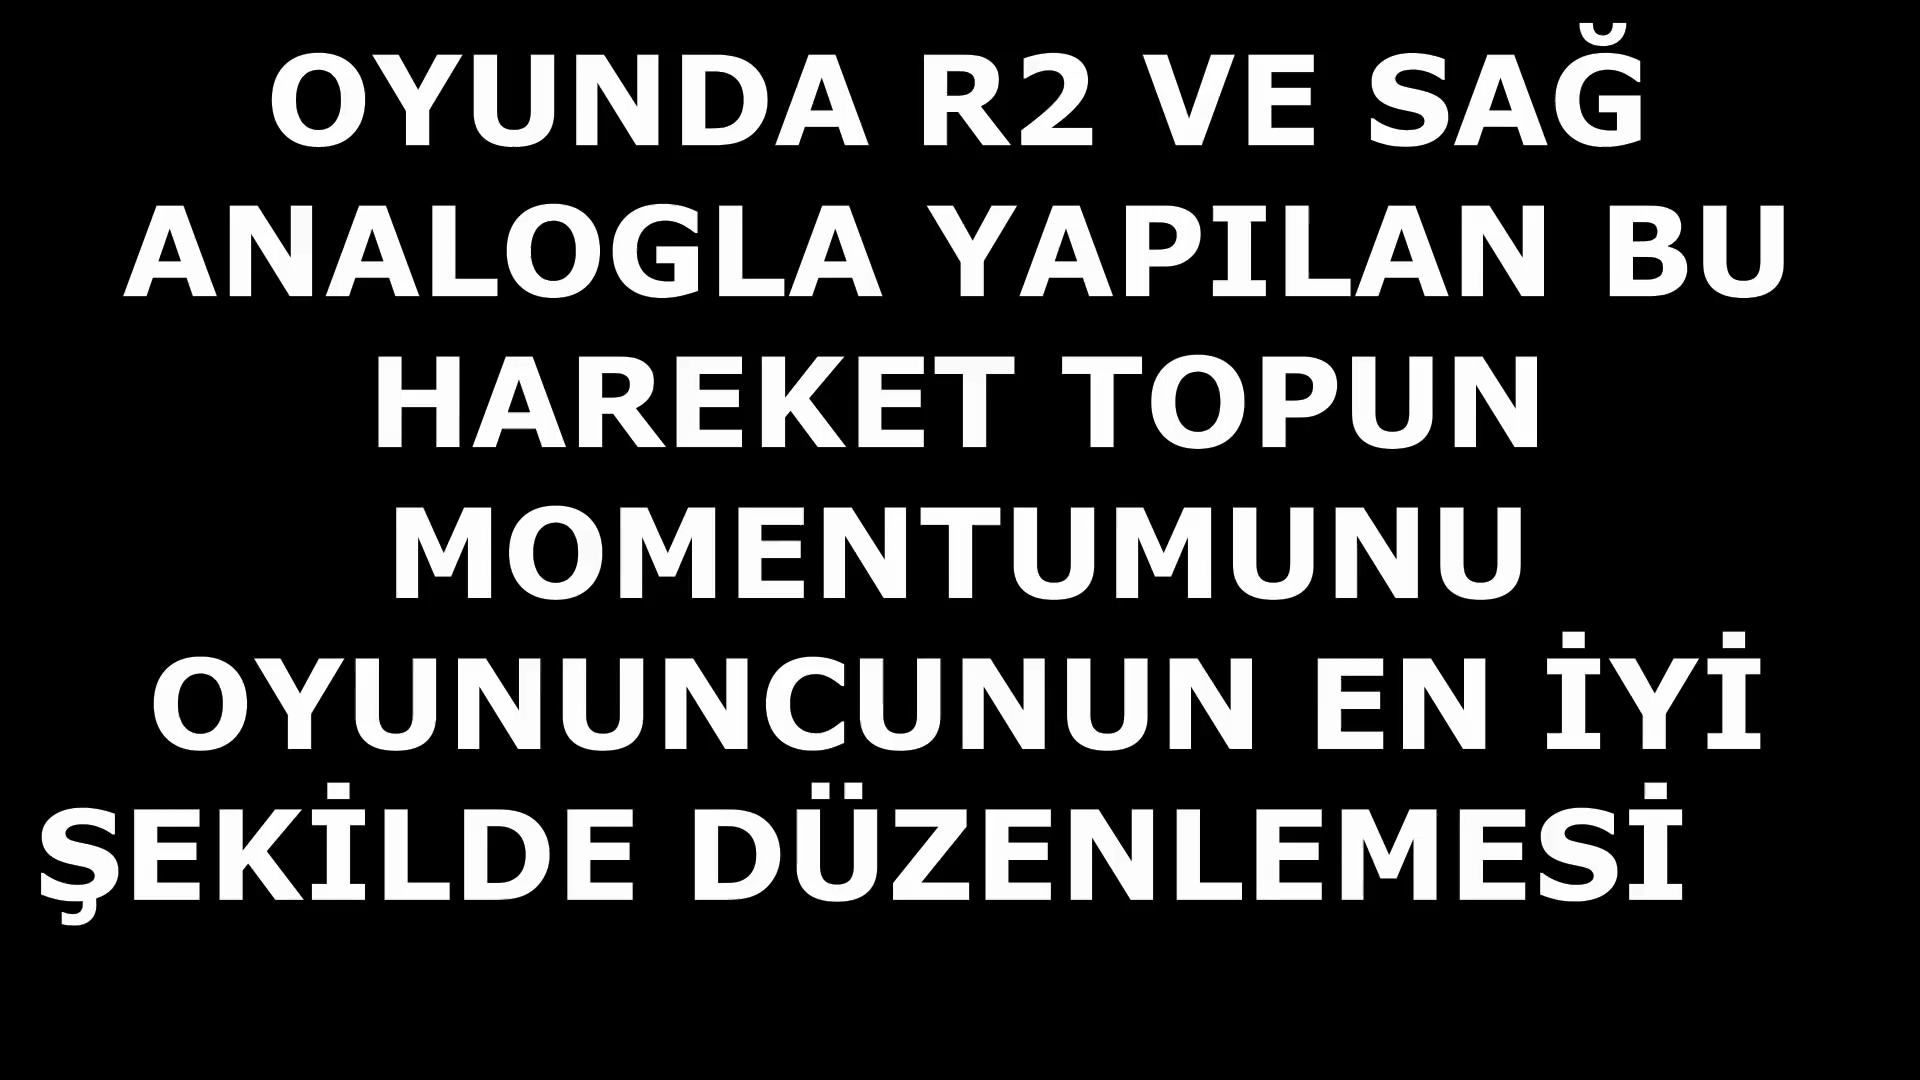 OYUNDA R2 VE SAĞ
ANALOGLA YAPILAN BU
HAREKET TOPUN
MOMENTUMUNU
OYUNUNCUNUN EN İYİ
ŞEKİLDE DÜZENLEMESİ